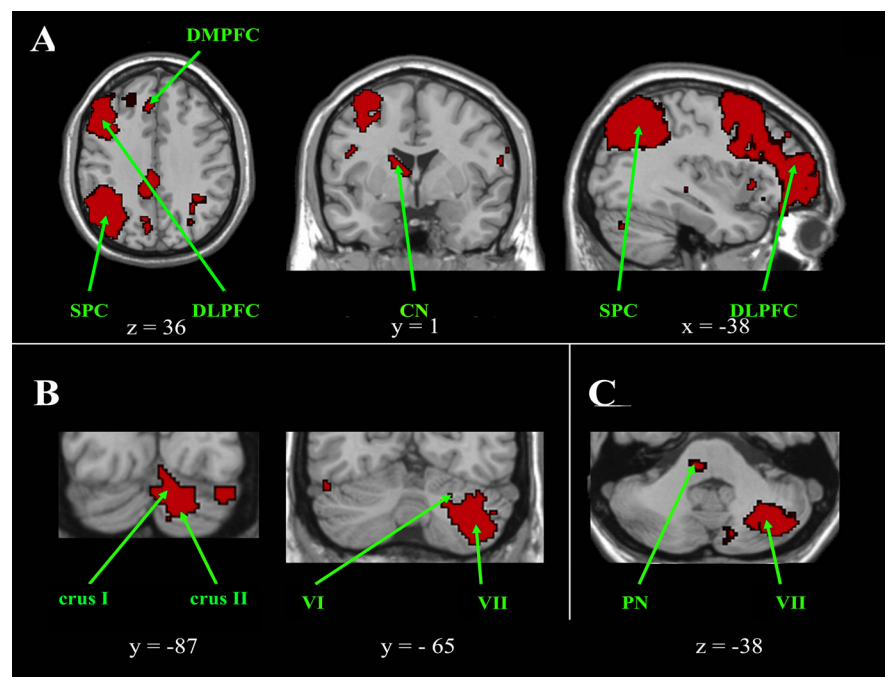 A
DMPFC
SPC
DLPFC
CN
SPC
DLPFC
z = 36
y = 1
x = -38
B
C
crus I
crus II
VI
VII
PN
VII
y = -87
y = - 65
z = -38